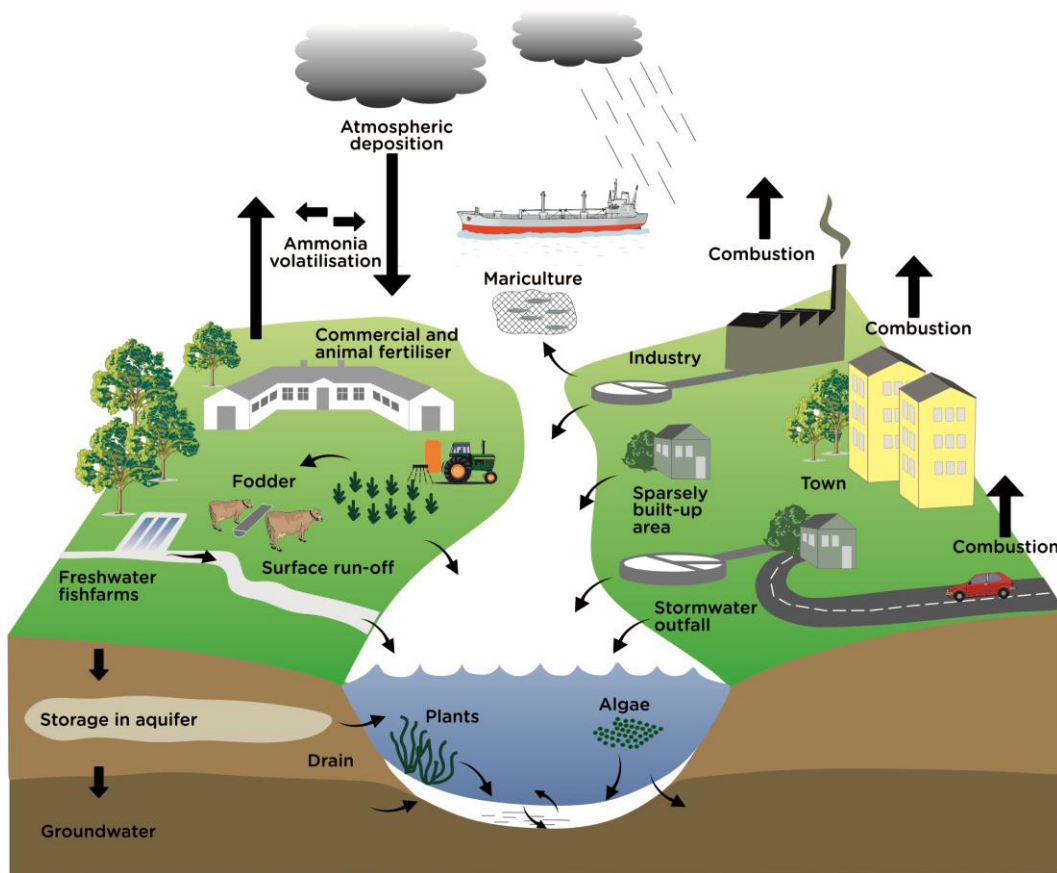 Atmospheric
deposition
Ammonia
volatilisation
Mariculture
Combustion
Combustion
Commercial and
animal fertiliser
Industry
Fodder
Sparsely
built-up
area
Town
Combustion
Surface run-off
Freshwater
fishfarms
Stormwater
outfall
Storage in aquifer
Plants
Algae
Drain
Groundwater